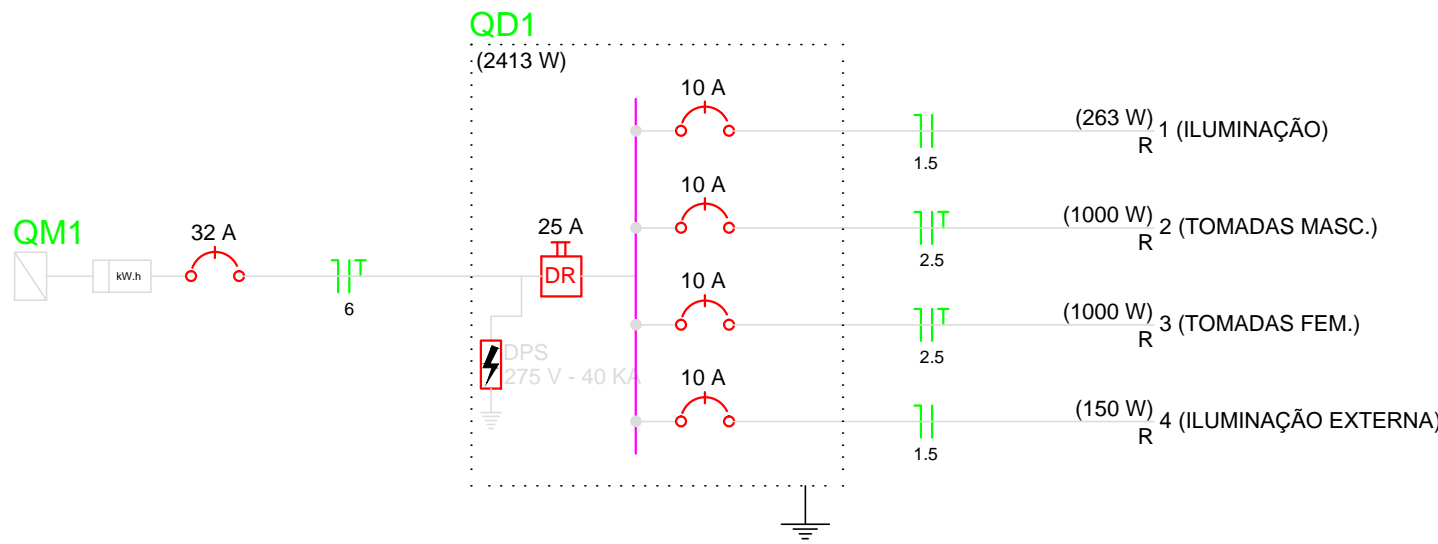 QD1
(2413 W)
10 A
(263 W)
1 (ILUMINAÇÃO)
R
1.5
10 A
(1000 W)
2 (TOMADAS MASC.)
R
2.5
QM1
32 A
25 A
kW.h
DR
6
10 A
(1000 W)
3 (TOMADAS FEM.)
R
2.5
DPS
275 V - 40 KA
10 A
(150 W)
4 (ILUMINAÇÃO EXTERNA)
R
1.5